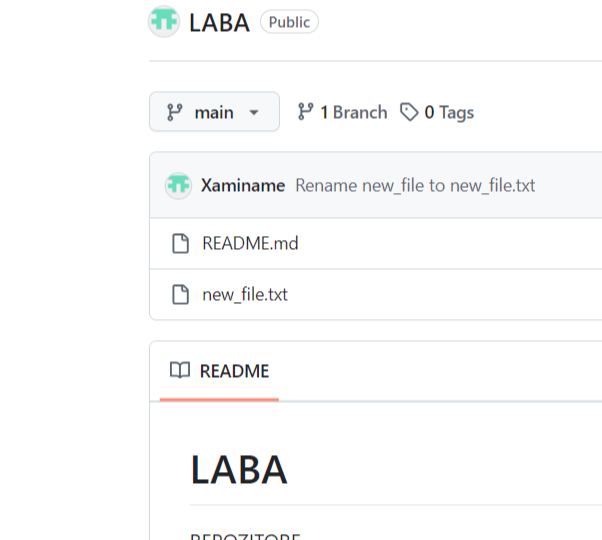 LABA Public
main 1 Branch 0 Tags
Xaminame Rename new_file to new_file.txt
README.md
new_file.txt
README
LABA
REPOZITORE